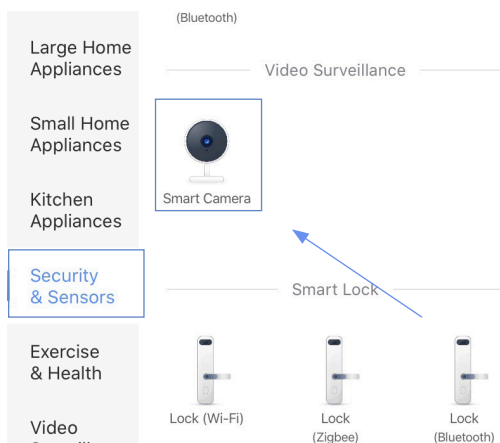 (Bluetooth)
Large Home
Appliances
Video Surveillance
Small Home
Appliances
Smart Camera
Kitchen
Appliances
Security
& Sensors
Smart Lock
Exercise
& Health
Lock (Wi-Fi)
Lock
(Zigbee)
Lock
(Bluetooth)
Video